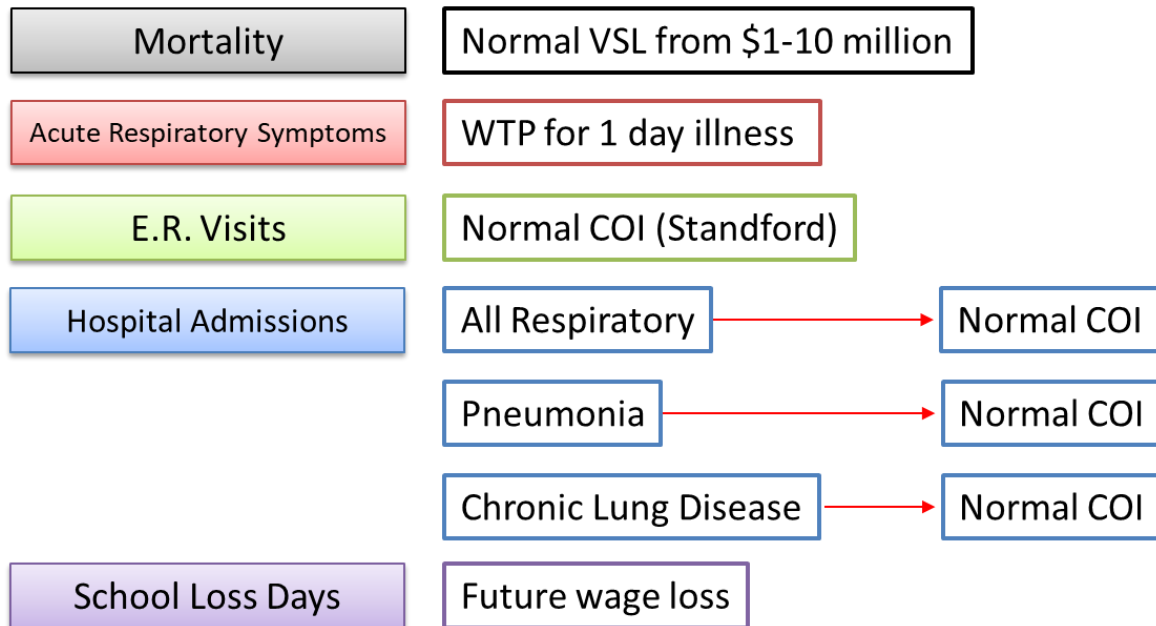 Mortality
Normal VSL from $1-10 million
Acute Respiratory Symptoms
WTP for 1 day illness
E.R. Visits
Normal COI (Standford)
Hospital Admissions
All Respiratory
Normal COI
Pneumonia
Normal COI
Chronic Lung Disease
Normal COI
School Loss Days
Future wage loss